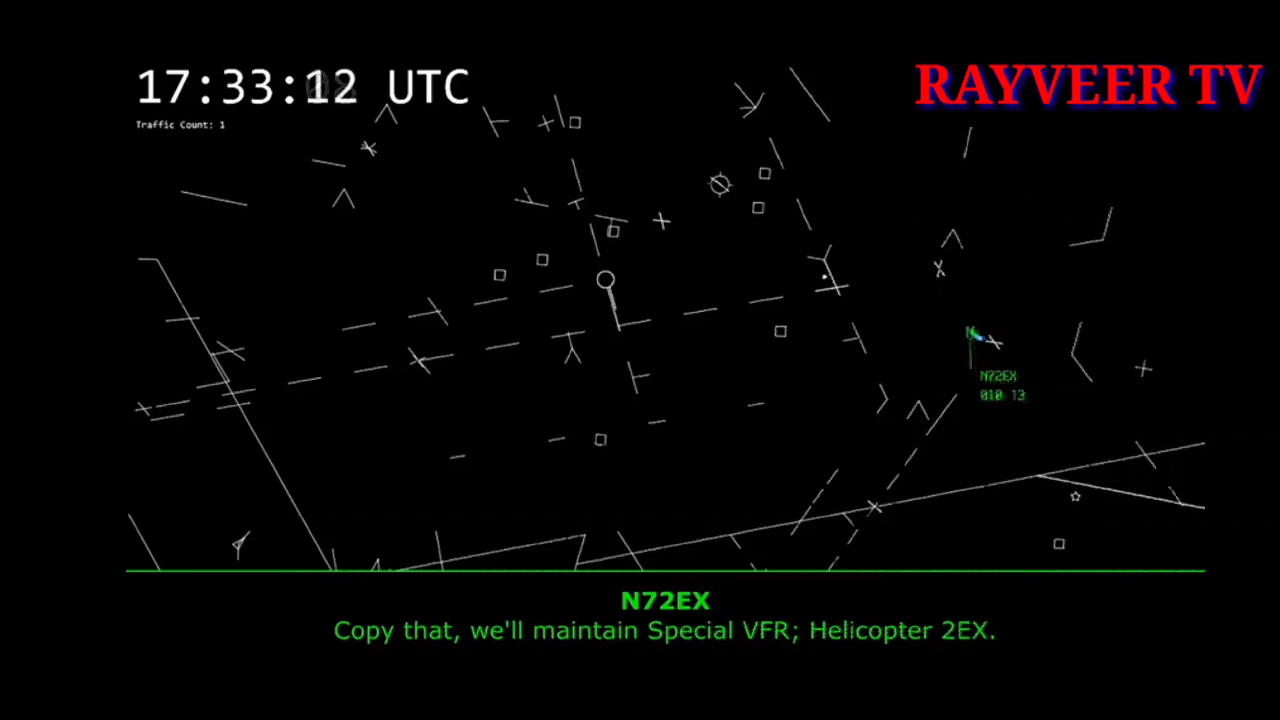 17:33:12 UTC
RAYVEER TV
Traffic Count: 1
N72EX
010 13
N72EX
Copy that, we'll maintain Special VFR; Helicopter 2EX.